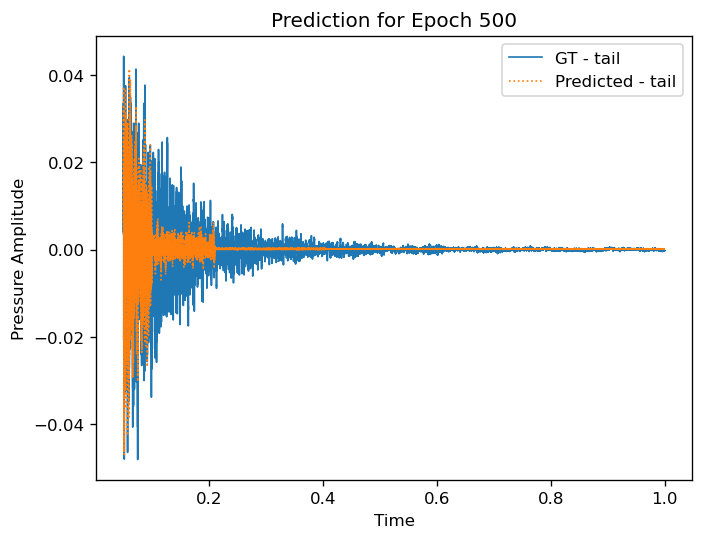 Prediction for Epoch 500
GT - tail
Predicted - tail
Pressure Amplitude
0.04
0.02
0.00
−0.02
−0.04
0.2 0.4 0.6 0.8 1.0
Time